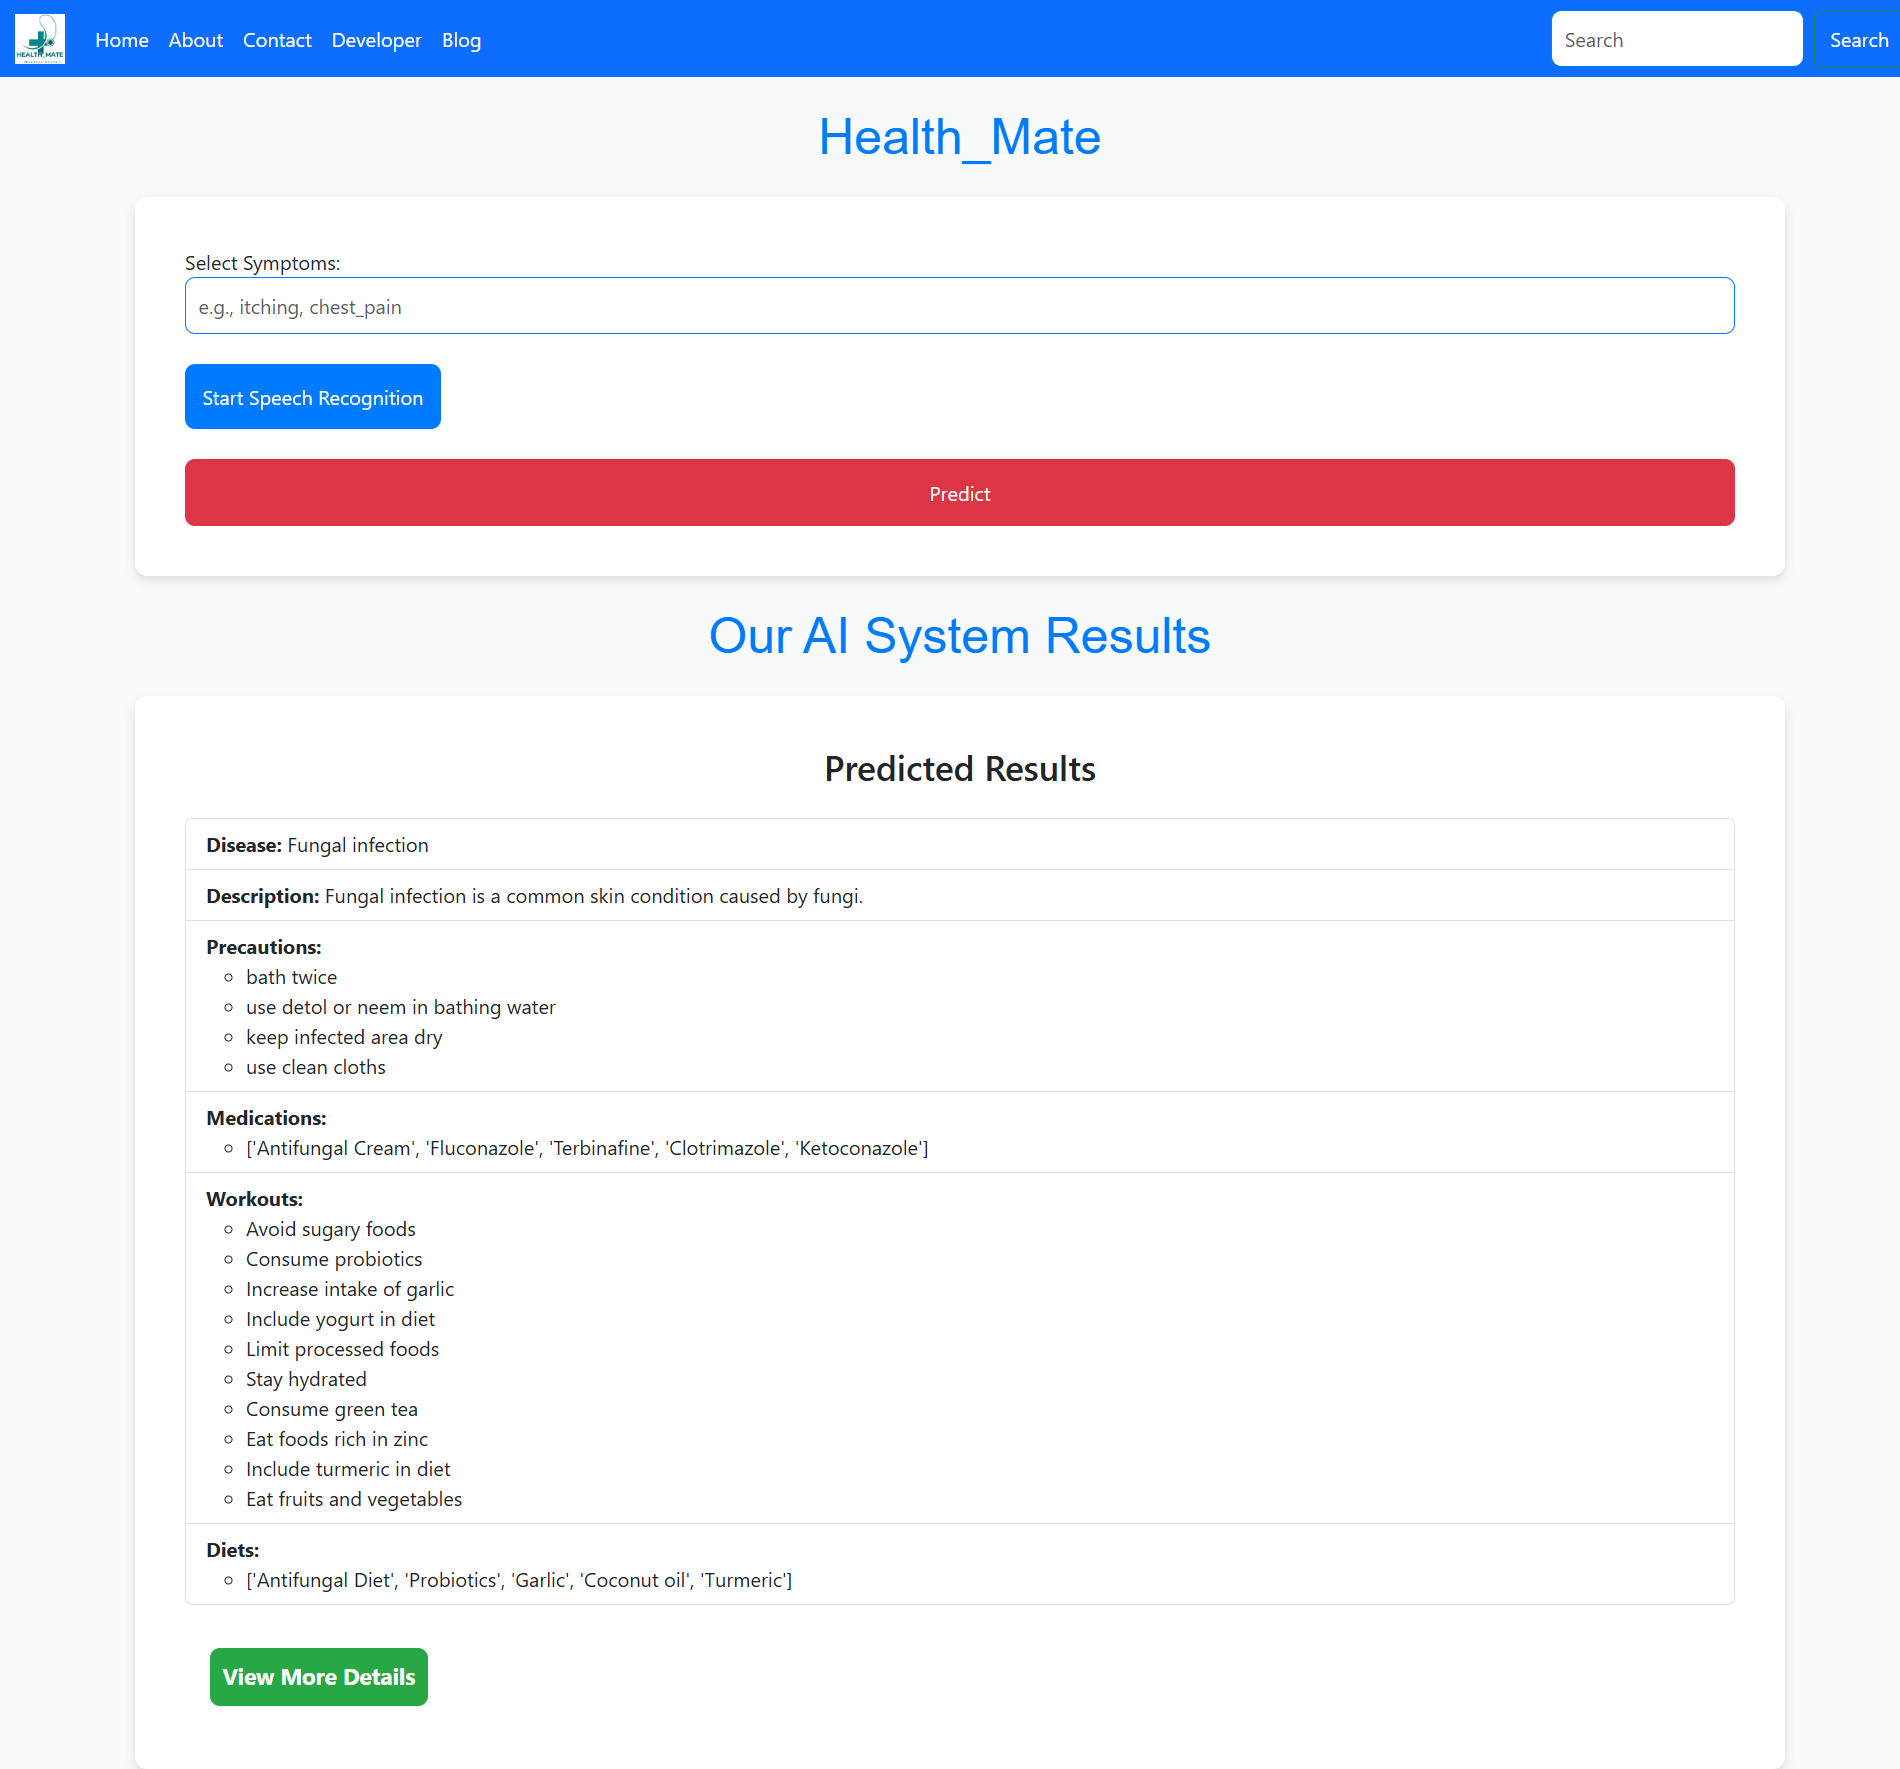 HEALTH_MATE
Home About Contact Developer Blog Search Search
Health_Mate
Select Symptoms:
e.g., itching, chest_pain
Start Speech Recognition
Predict
Our AI System Results
Predicted Results
Disease: Fungal infection
Description: Fungal infection is a common skin condition caused by fungi.
Precautions:
bath twice
use detol or neem in bathing water
keep infected area dry
use clean cloths
Medications:
['Antifungal Cream', 'Fluconazole', 'Terbinafine', 'Clotrimazole', 'Ketoconazole']
Workouts:
Avoid sugary foods
Consume probiotics
Increase intake of garlic
Include yogurt in diet
Limit processed foods
Stay hydrated
Consume green tea
Eat foods rich in zinc
Include turmeric in diet
Eat fruits and vegetables
Diets:
['Antifungal Diet', 'Probiotics', 'Garlic', 'Coconut oil', 'Turmeric']
View More Details